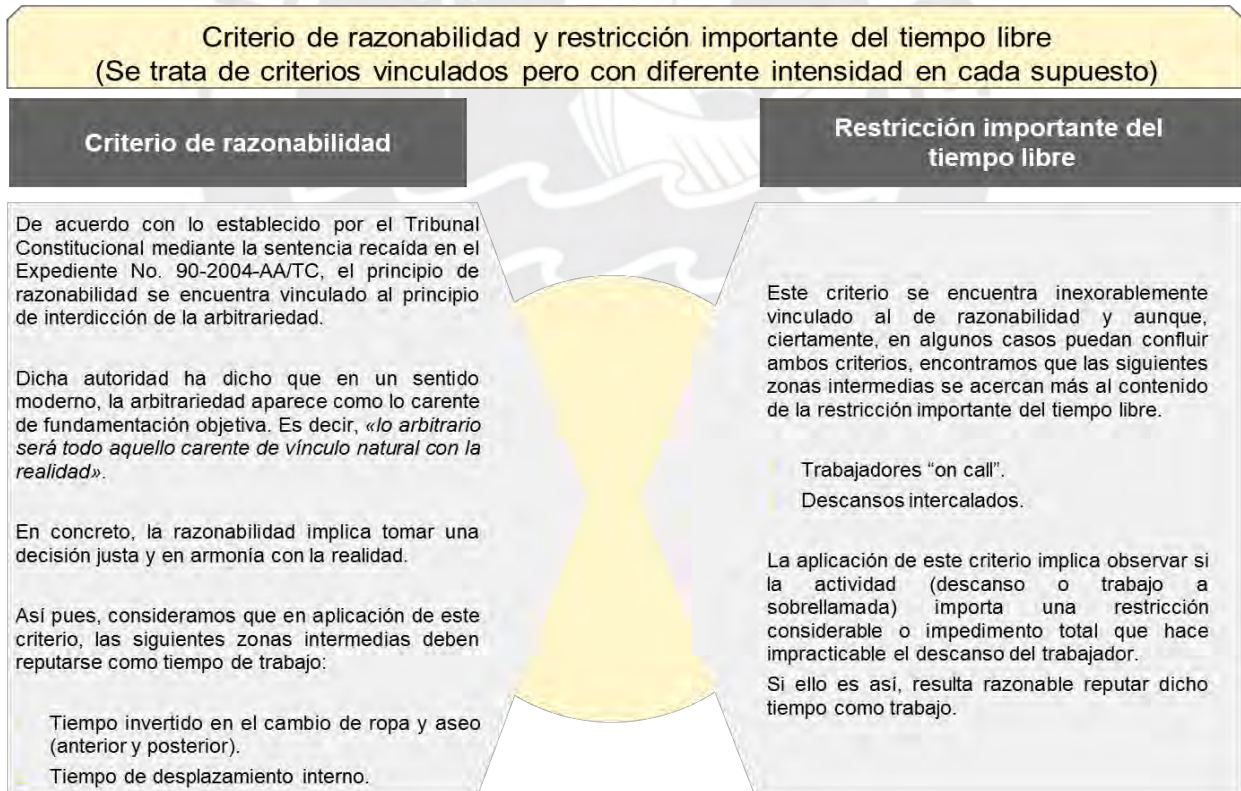 Criterio de razonabilidad y restricción importante del tiempo libre
(Se trata de criterios vinculados pero con diferente intensidad en cada supuesto)
Criterio de razonabilidad
De acuerdo con lo establecido por el Tribunal
Constitucional mediante la sentencia recaída en el
Expediente No. 90-2004-AA/TC, el principio de
razonabilidad se encuentra vinculado al principio
de interdicción de la arbitrariedad.
Dicha autoridad ha dicho que en un sentido
moderno, la arbitrariedad aparece como lo carente
de fundamentación objetiva. Es decir, «lo arbitrario
será todo aquello carente de vínculo natural con la
realidad».
En concreto, la razonabilidad implica tomar una
decisión justa y en armonía con la realidad.
Así pues, consideramos que en aplicación de este
criterio, las siguientes zonas intermedias deben
reputarse como tiempo de trabajo:
Tiempo invertido en el cambio de ropa y aseo
(anterior y posterior).
Tiempo de desplazamiento interno.
Restricción importante del
tiempo libre
Este criterio se encuentra inexorablemente
vinculado al de razonabilidad y aunque,
ciertamente, en algunos casos puedan confluir
ambos criterios, encontramos que las siguientes
zonas intermedias se acercan más al contenido
de la restricción importante del tiempo libre.
Trabajadores “on call”.
Descansos intercalados.
La aplicación de este criterio implica observar si
la actividad (descanso o trabajo a
sobrellamada) importa una restricción
considerable o impedimento total que hace
impracticable el descanso del trabajador.
Si ello es así, resulta razonable reputar dicho
tiempo como trabajo.